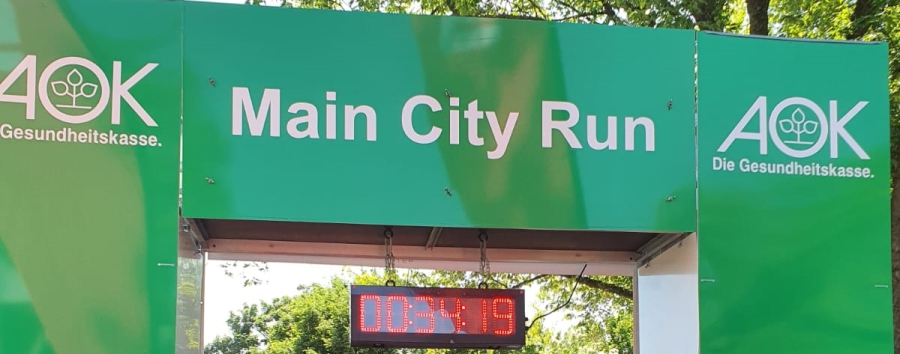 AOK
Gesundheitskasse.
Main City Run
AOK
Die Gesundheitskasse.
00:34:19